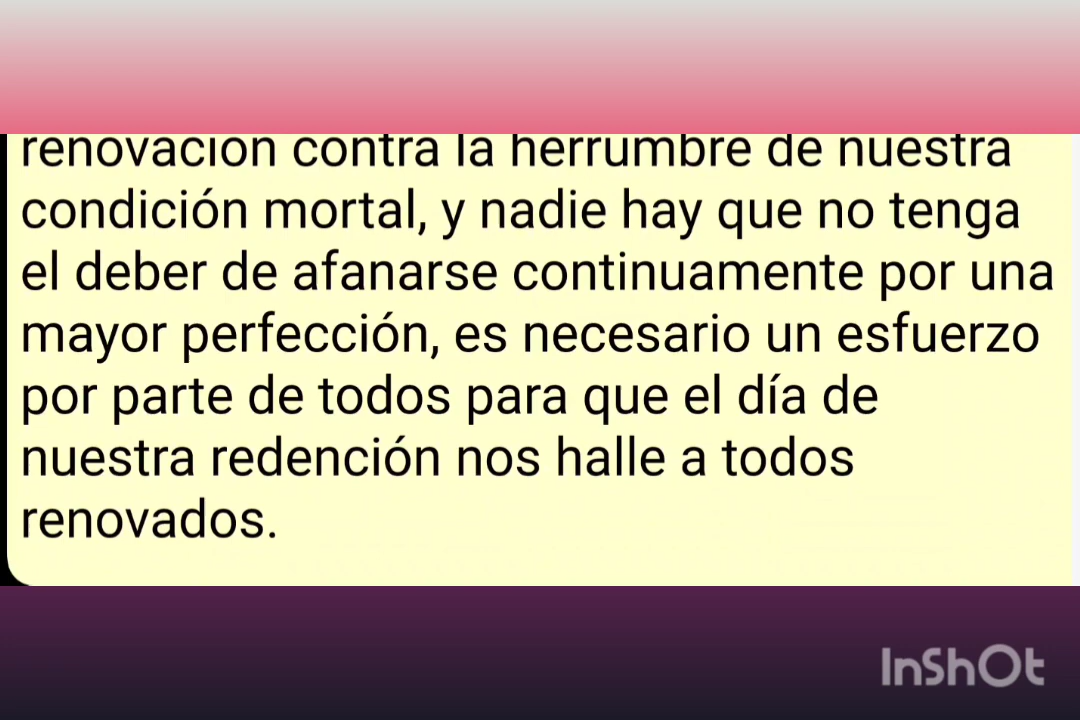 renovación contra la herrumbre de nuestra
condición mortal, y nadie hay que no tenga
el deber de afanarse continuamente por una
mayor perfección, es necesario un esfuerzo
por parte de todos para que el día de
nuestra redención nos halle a todos
renovados.
InShOt